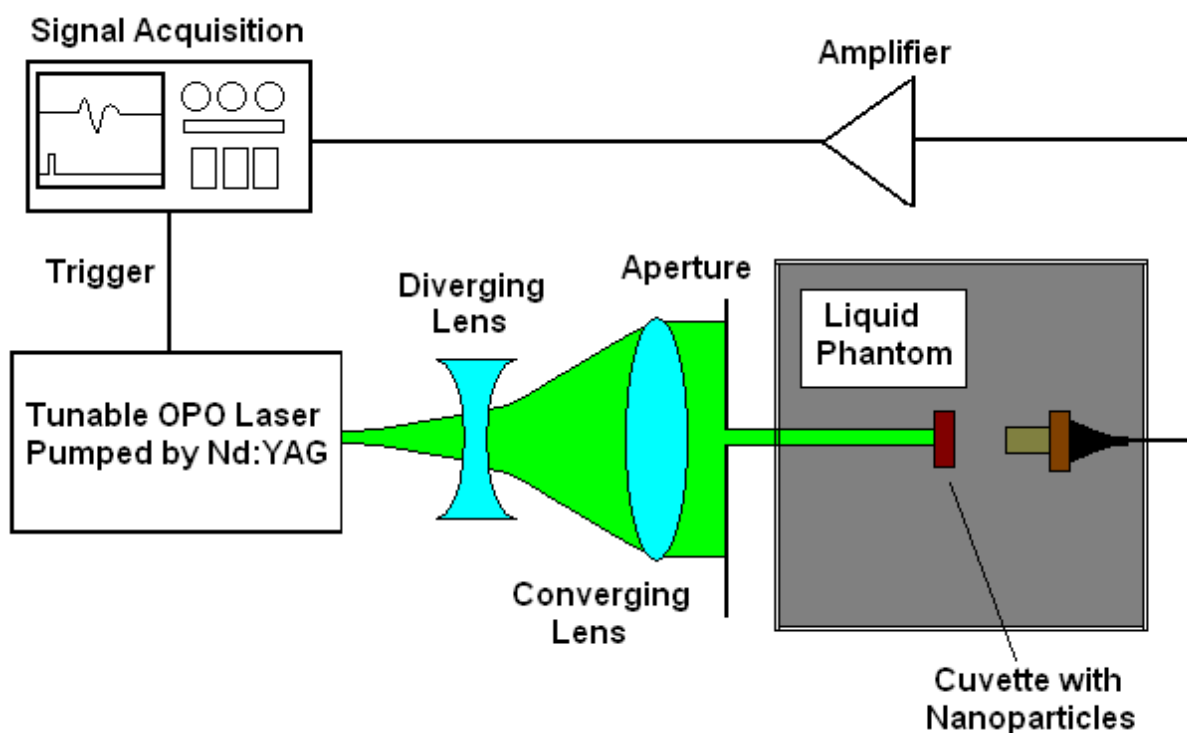 Signal Acquisition
Amplifier
Trigger
Diverging
Lens
Aperture
Liquid
Phantom
Tunable OPO Laser
Pumped by Nd:YAG
Converging
Lens
Cuvette with
Nanoparticles